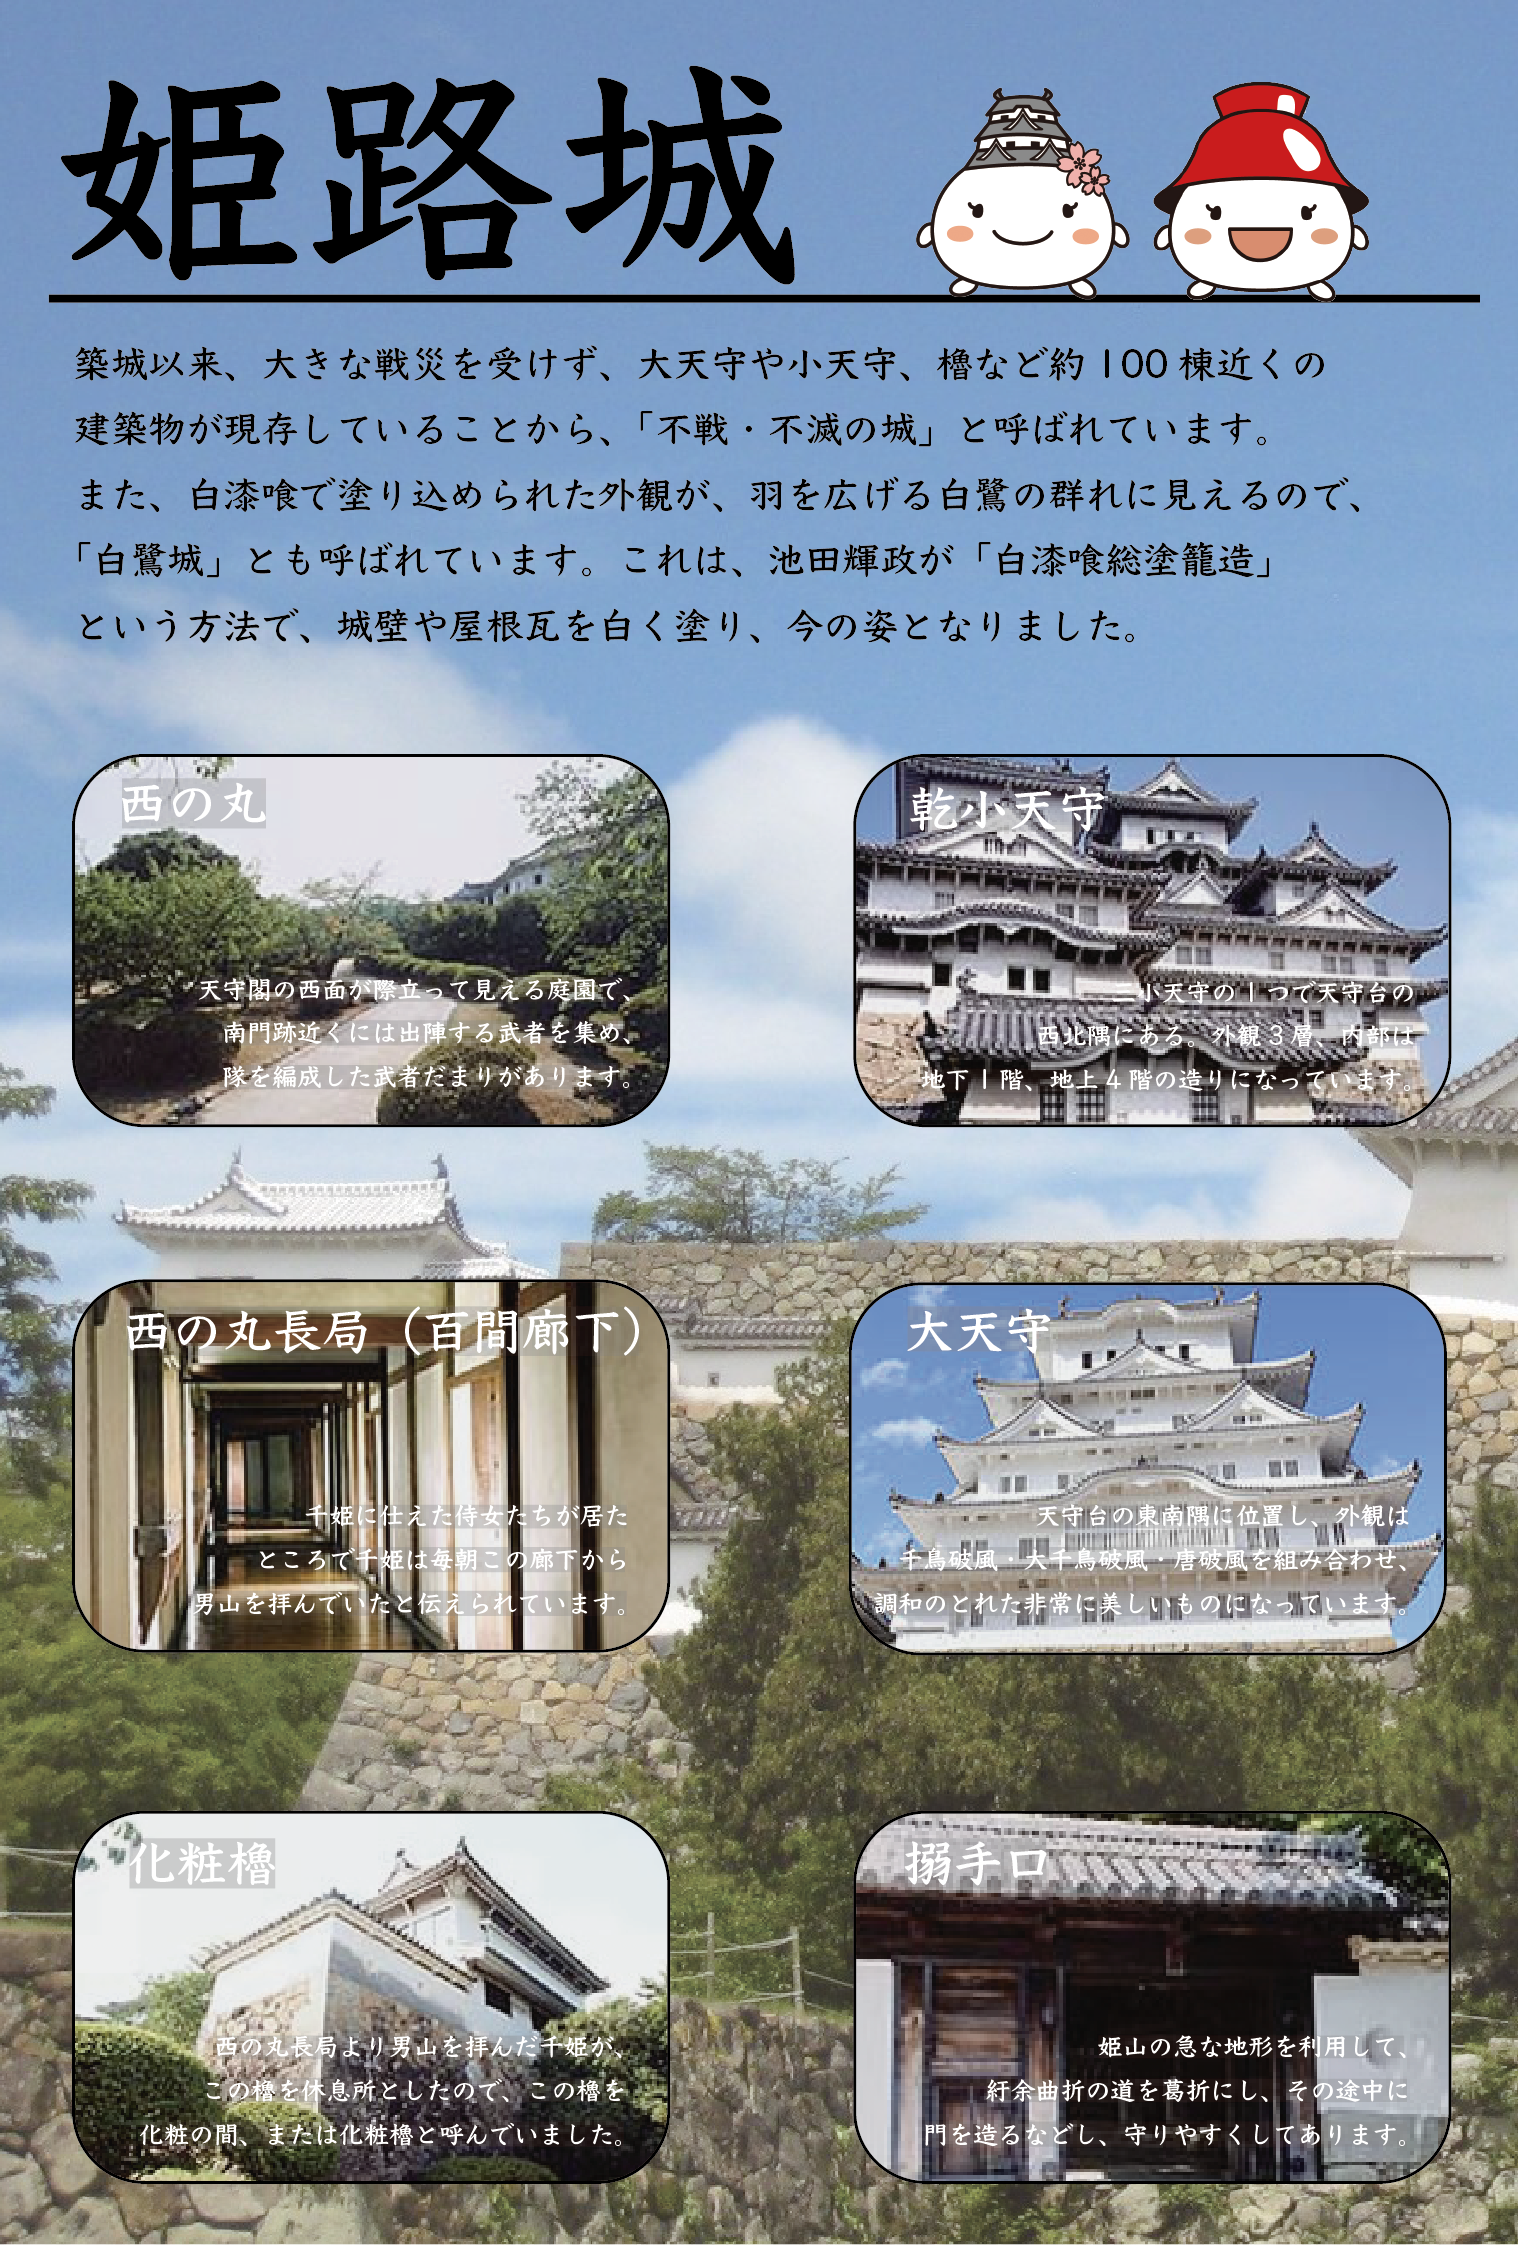 姫路城
築城以来、大きな戦災を受けず、大天守や小天守、櫓など約100棟近くの
建築物が現存していることから、「不戦・不滅の城」と呼ばれています。
また、白漆喰で塗り込められた外観が、羽を広げる白鷺の群れに見えるので、
「白鷺城」とも呼ばれています。これは、池田輝政が「白漆喰総塗籠造」
という方法で、城壁や屋根瓦を白く塗り、今の姿となりました。
西の丸
天守閣の西面が際立って見える庭園で、
南門跡近くには出陣する武者を集め、
隊を編成した武者だまりがあります。
乾小天守
三小天守の1つで天守台の
西北隅にある。外観3層、内部は
地下1階、地上4階の造りになっています。
西の丸長局（百間廊下）
千姫に仕えた侍女たちが居た
ところで千姫は毎朝この廊下から
男山を拝んでいたと伝えられています。
大天守
天守台の東南隅に位置し、外観は
千鳥破風・大千鳥破風・唐破風を組み合わせ、
調和のとれた非常に美しいものになっています。
化粧櫓
西の丸長局より男山を拝んだ千姫が、
この櫓を休息所としたので、この櫓を
化粧の間、または化粧櫓と呼んでいました。
搦手口
姫山の急な地形を利用して、
紆余曲折の道を葛折にし、その途中に
門を造るなどし、守りやすくしてあります。